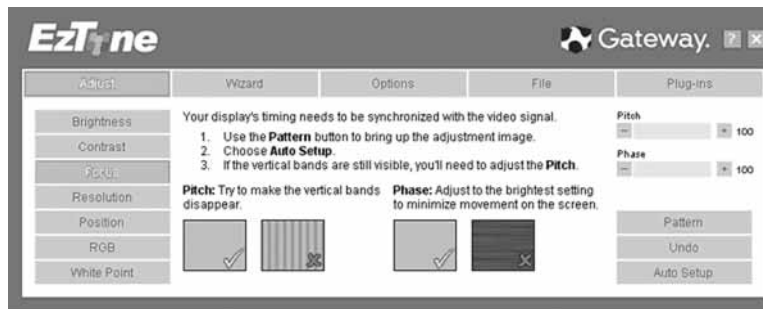 EzTune
Gateway. ? ×
Adjust Wizard Options File Plug-ins
Brightness
Contrast
Focus
Resolution
Position
RGB
White Point
Your display's timing needs to be synchronized with the video signal.
1. Use the Pattern button to bring up the adjustment image.
2. Choose Auto Setup.
3. If the vertical bands are still visible, you'll need to adjust the Pitch.
Pitch: Try to make the vertical bands
disappear.
Phase: Adjust to the brightest setting
to minimize movement on the screen.
Pitch
- + 100
Phase
- + 100
Pattern
Undo
Auto Setup